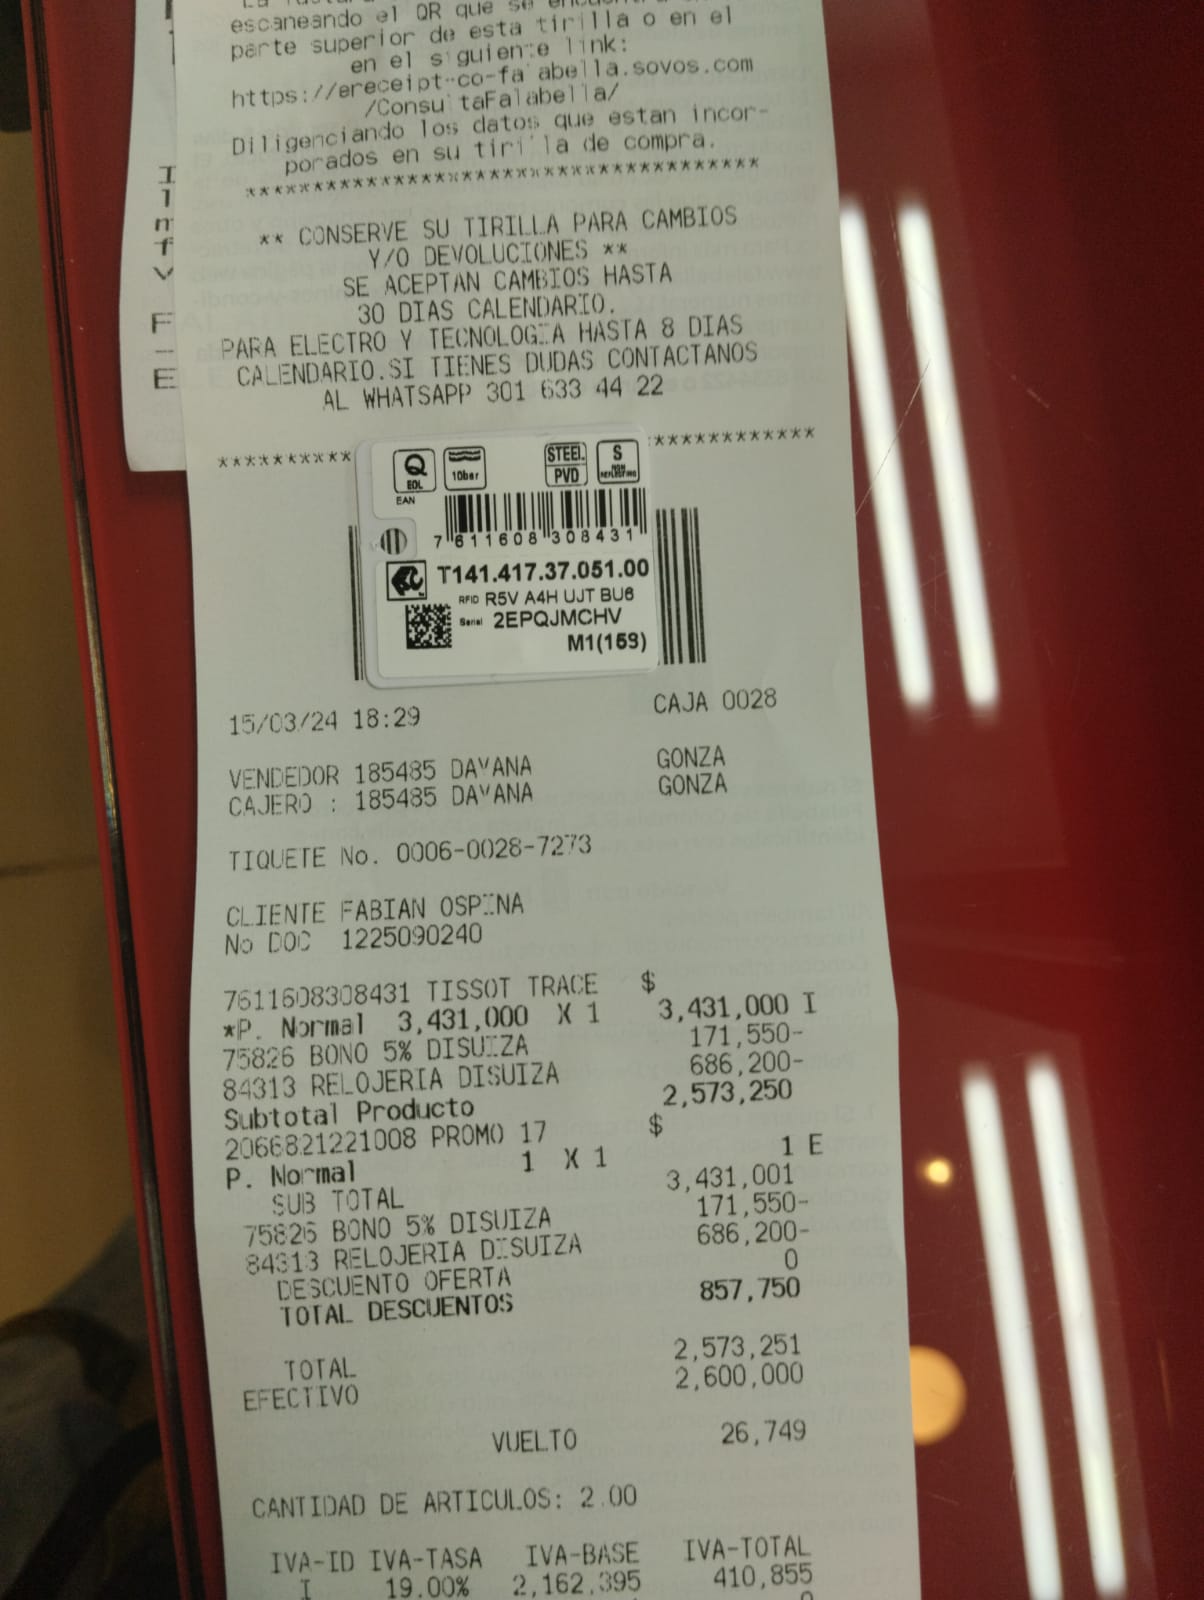 escaneando el QR que se
parte superior de esta tirilla o en el
en el siguiente link:
https://ereceipt-co-falabella.sovos.com
/ConsultaFalabella/
Diligenciando los datos que estan incor-
porados en su tirilla de compra.
**************************************
** CONSERVE SU TIRILLA PARA CAMBIOS
Y/O DEVOLUCIONES **
SE ACEPTAN CAMBIOS HASTA
30 DIAS CALENDARIO.
PARA ELECTRO Y TECNOLOGIA HASTA 8 DIAS
CALENDARIO.SI TIENES DUDAS CONTACTANOS
AL WHATSAPP 301 633 44 22
********** ************
Q EOL 10bar STEEL PVD S NON REFLECTING
EAN
7 611608 308431
T141.417.37.051.00
RFID R5V A4H UJT BU6
Serial 2EPQJMCHV
M1(159)
15/03/24 18:29 CAJA 0028
VENDEDOR 185485 DAYANA GONZA
CAJERO : 185485 DAYANA GONZA
TIQUETE No. 0006-0028-7273
CLIENTE FABIAN OSPINA
No DOC 1225090240
7611608308431 TISSOT TRACE $
*P. Normal 3,431,000 X 1 3,431,000 I
75826 BONO 5% DISUIZA 171,550-
84313 RELOJERIA DISUIZA 686,200-
Subtotal Producto 2,573,250
2066821221008 PROMO 17 $
P. Normal 1 X 1 1 E
SUB TOTAL 3,431,001
75826 BONO 5% DISUIZA 171,550-
84313 RELOJERIA DISUIZA 686,200-
DESCUENTO OFERTA 0
TOTAL DESCUENTOS 857,750
TOTAL 2,573,251
EFECTIVO 2,600,000
VUELTO 26,749
CANTIDAD DE ARTICULOS: 2.00
IVA-ID IVA-TASA IVA-BASE IVA-TOTAL
I 19.00% 2,162,395 410,855